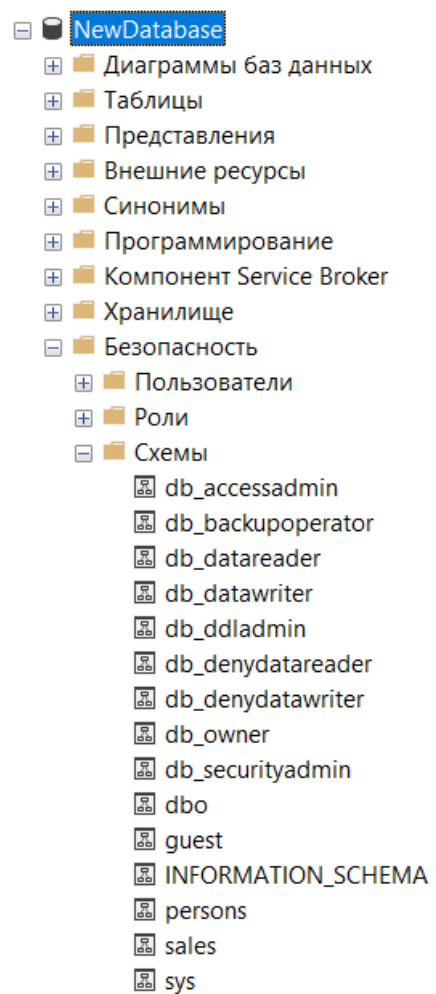 NewDatabase
Диаграммы баз данных
Таблицы
Представления
Внешние ресурсы
Синонимы
Программирование
Компонент Service Broker
Хранилище
Безопасность
Пользователи
Роли
Схемы
db_accessadmin
db_backupoperator
db_datareader
db_datawriter
db_ddladmin
db_denydatareader
db_denydatawriter
db_owner
db_securityadmin
dbo
guest
INFORMATION_SCHEMA
persons
sales
sys